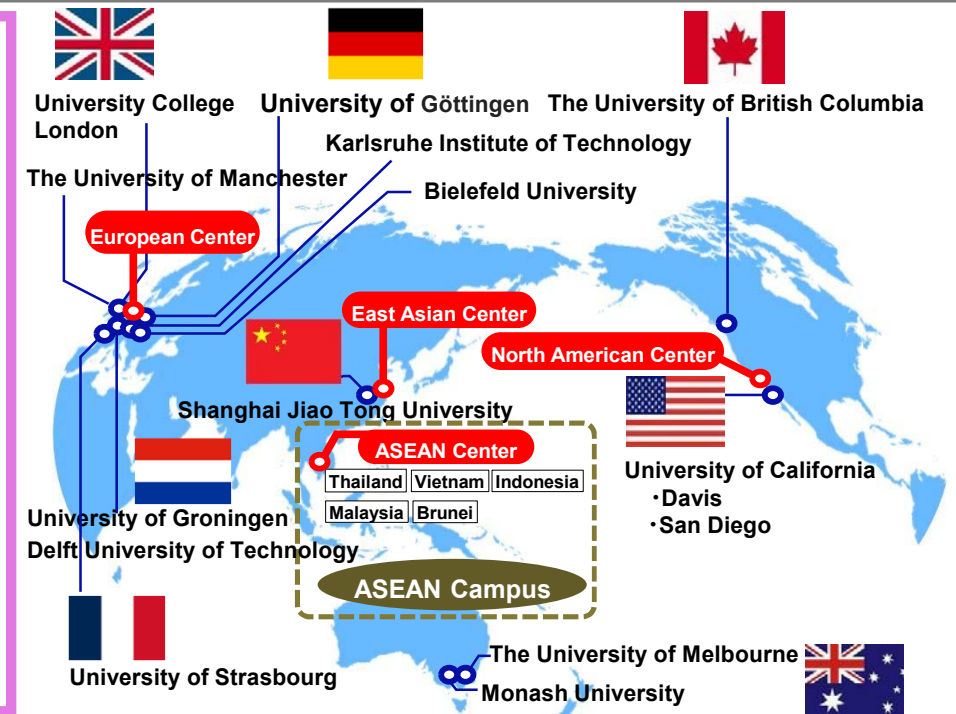 University College
London
University of Göttingen
The University of British Columbia
Karlsruhe Institute of Technology
The University of Manchester
Bielefeld University
European Center
East Asian Center
North American Center
Shanghai Jiao Tong University
ASEAN Center
Thailand Vietnam Indonesia
Malaysia Brunei
ASEAN Campus
University of California
・Davis
・San Diego
University of Groningen
Delft University of Technology
University of Strasbourg
The University of Melbourne
Monash University